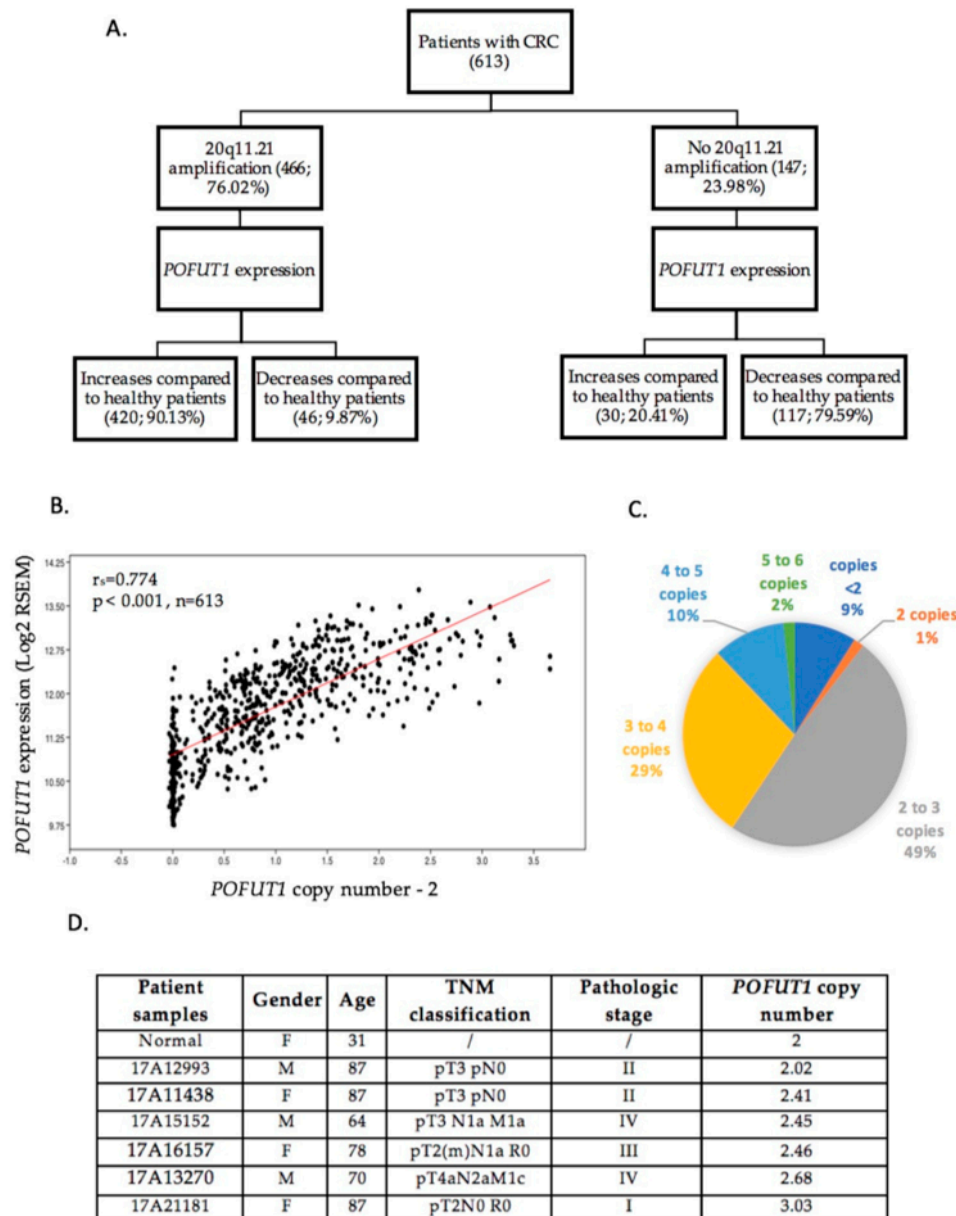 A.
Patients with CRC
(613)
20q11.21
amplification (466;
76.02%)
No 20q11.21
amplification (147;
23.98%)
POFUT1 expression
POFUT1 expression
Increases compared
to healthy patients
(420; 90.13%)
Decreases compared
to healthy patients
(46; 9.87%)
Increases compared
to healthy patients
(30; 20.41%)
Decreases compared
to healthy patients
(117; 79.59%)
B.
POFUT1 expression (Log2 RSEM)
14.25
13.50
12.75
12.00
11.25
10.50
9.75
rs=0.774
p < 0.001, n=613
-1.0 -0.5 0.0 0.5 1.0 1.5 2.0 2.5 3.0 3.5
POFUT1 copy number - 2
C.
4 to 5
copies
10%
5 to 6
copies
2%
copies
<2
9%
2 copies
1%
3 to 4
copies
29%
2 to 3
copies
49%
D.
Patient samples Gender Age TNM classification Pathologic stage POFUT1 copy number
Normal F 31 / / 2
17A12993 M 87 pT3 pN0 II 2.02
17A11438 F 87 pT3 pN0 II 2.41
17A15152 M 64 pT3 N1a M1a IV 2.45
17A16157 F 78 pT2(m)N1a R0 III 2.46
17A13270 M 70 pT4aN2aM1c IV 2.68
17A21181 F 87 pT2N0 R0 I 3.03